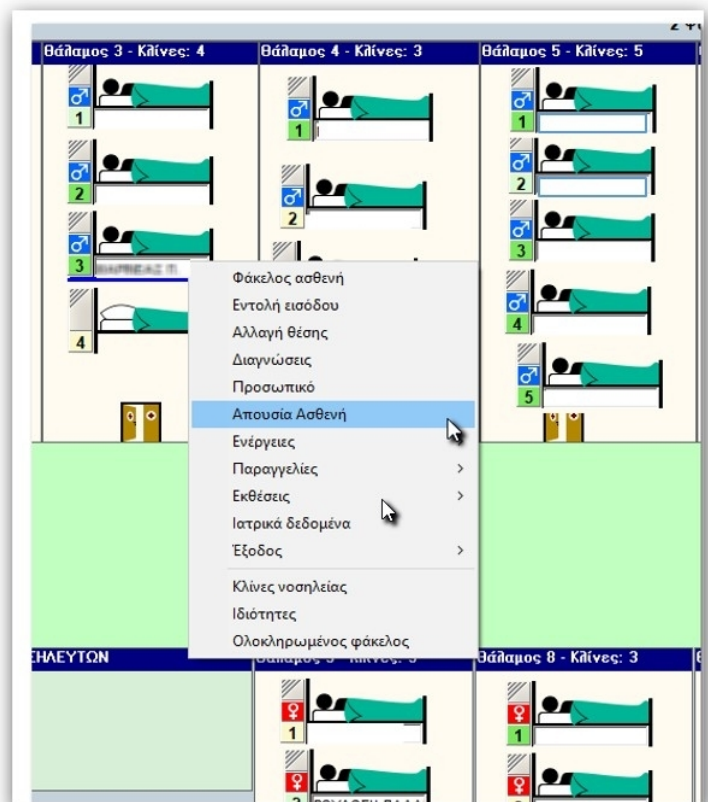 Θάλαμος 3 - Κλίνες: 4
Θάλαμος 4 - Κλίνες: 3
Θάλαμος 5 - Κλίνες: 5
1
2
3
4
1
2
1
2
3
4
5
Φάκελος ασθενή
Εντολή εισόδου
Αλλαγή θέσης
Διαγνώσεις
Προσωπικό
Απουσία Ασθενή
Ενέργειες
Παραγγελίες
Εκθέσεις
Ιατρικά δεδομένα
Έξοδος
Κλίνες νοσηλείας
Ιδιότητες
Ολοκληρωμένος φάκελος
ΣΗΛΕΥΤΩΝ
Θάλαμος 8 - Κλίνες: 3
1
1